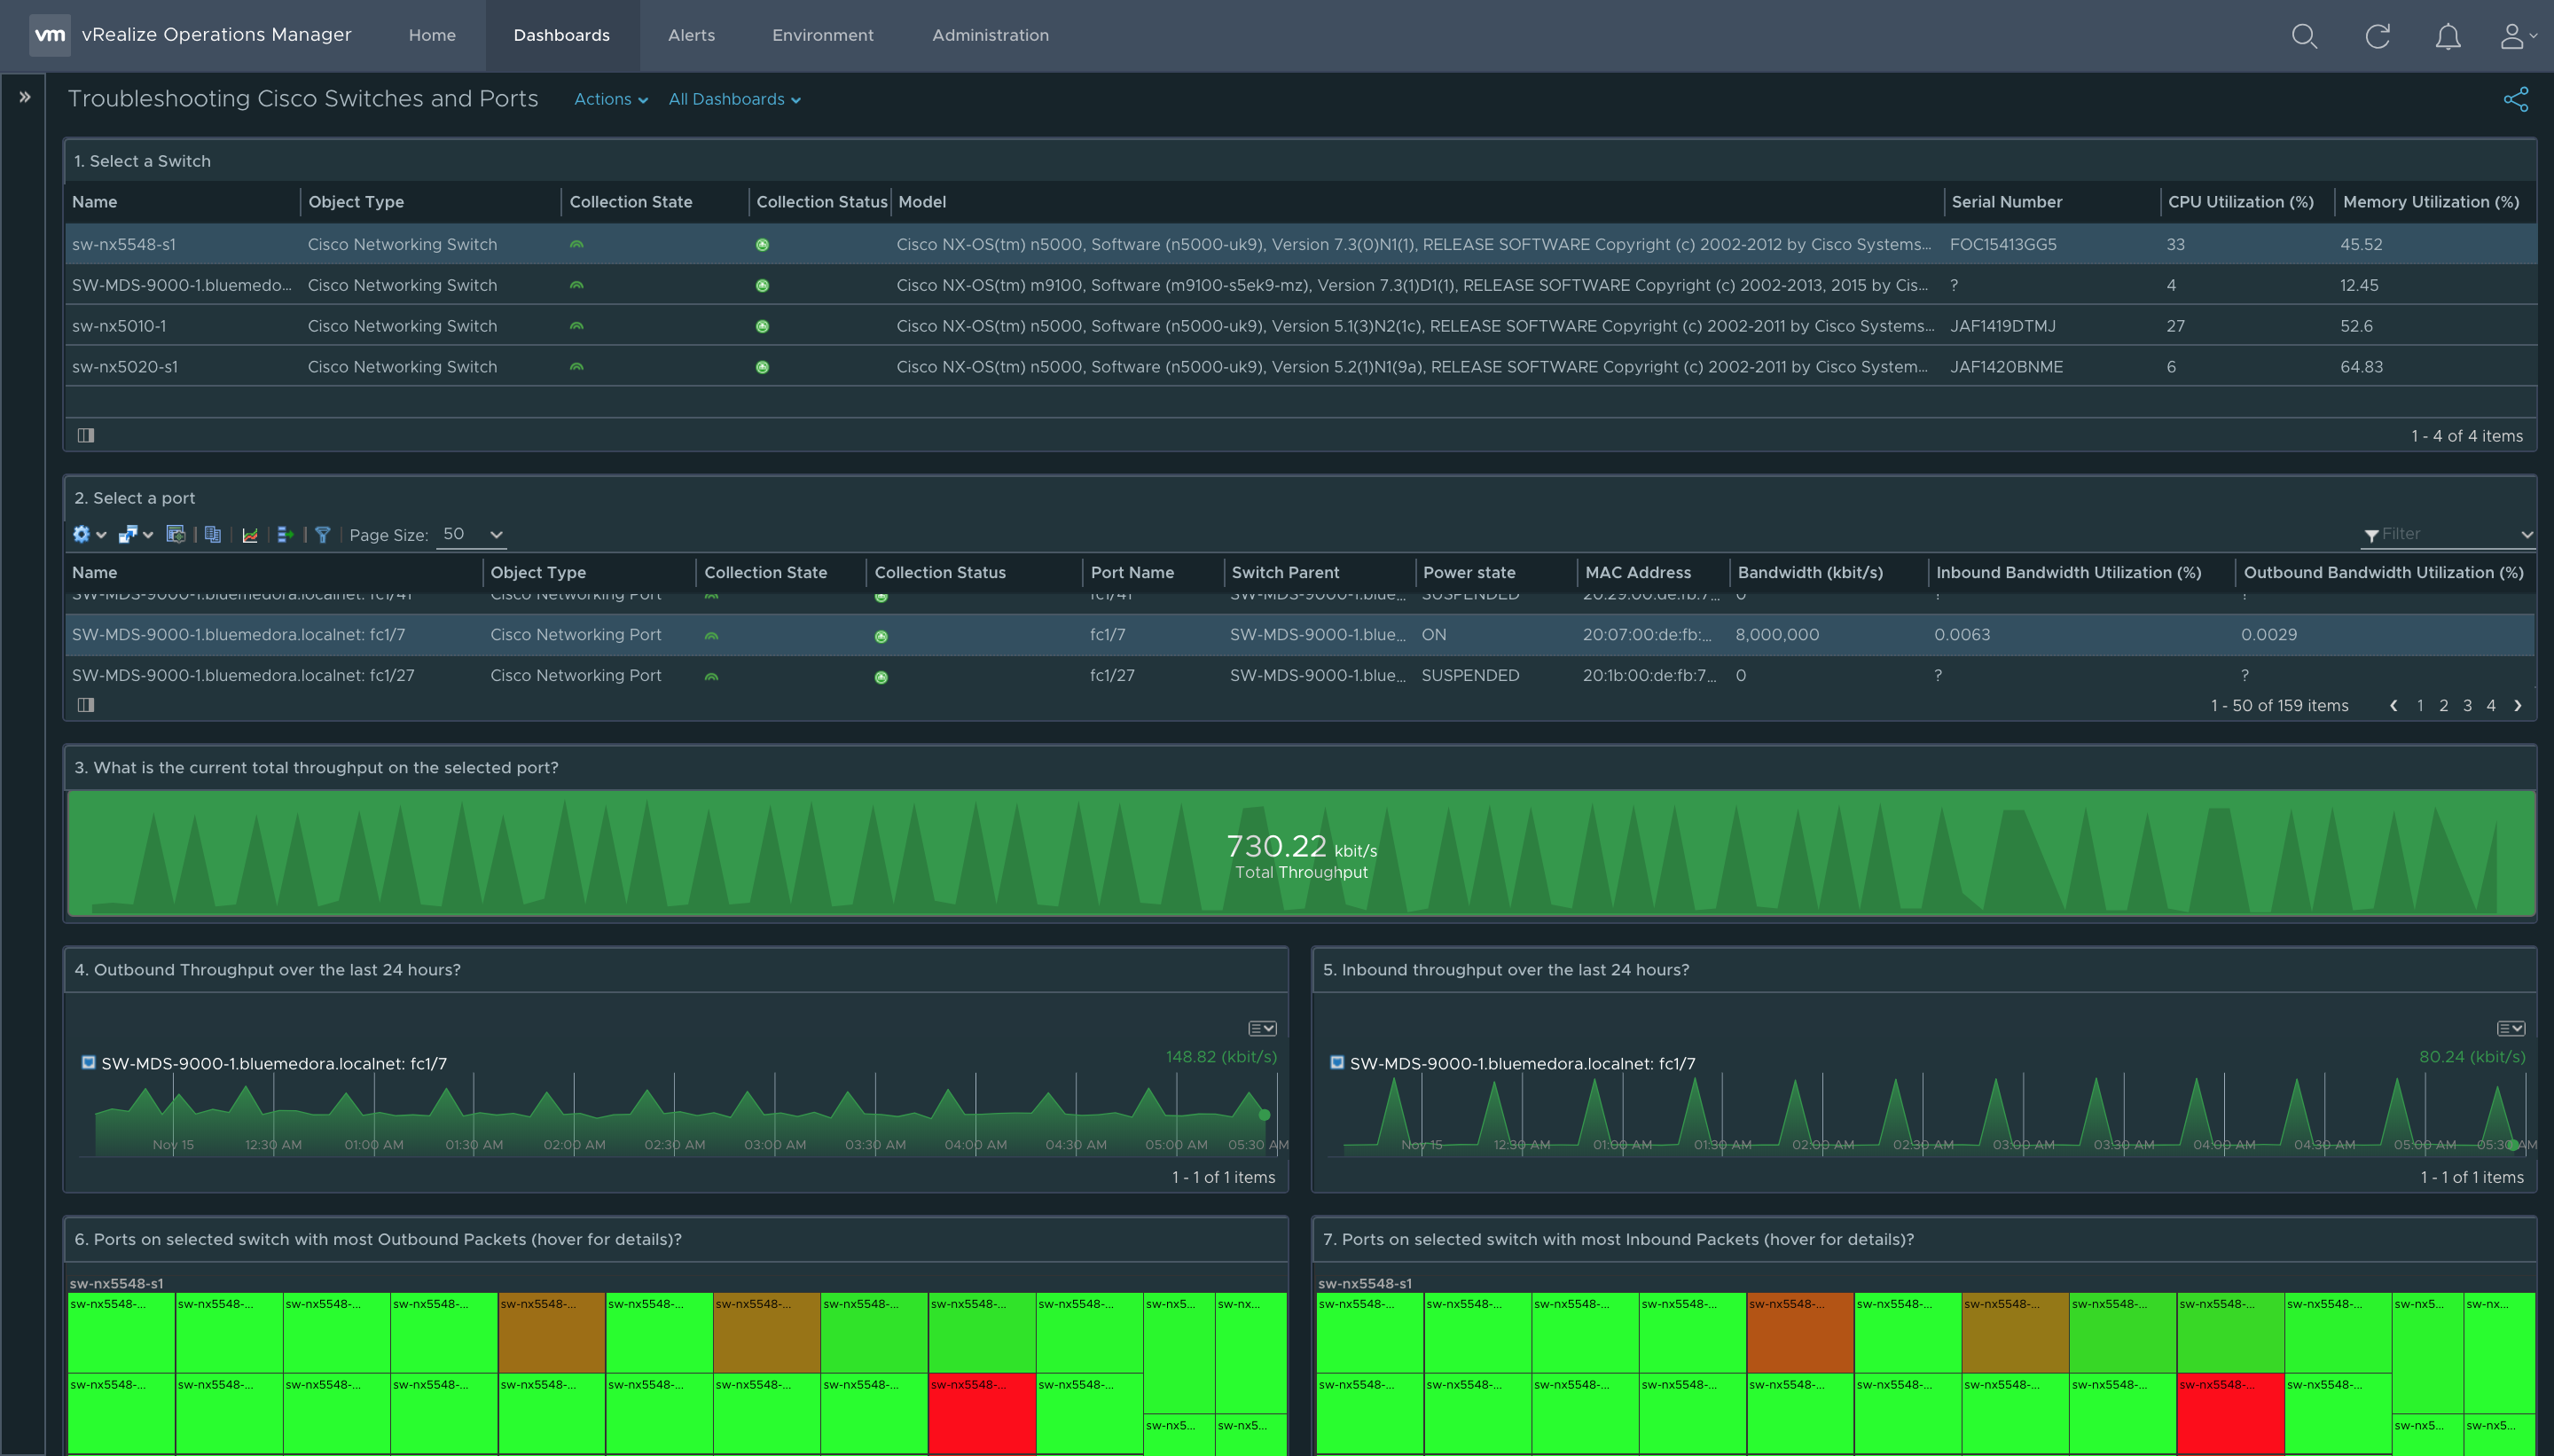 vm vRealize Operations Manager Home Dashboards Alerts Environment Administration
Troubleshooting Cisco Switches and Ports Actions All Dashboards
1. Select a Switch
Name Object Type Collection State Collection Status Model Serial Number CPU Utilization (%) Memory Utilization (%)
sw-nx5548-s1 Cisco Networking Switch Cisco NX-OS(tm) n5000, Software (n5000-uk9), Version 7.3(0)N1(1), RELEASE SOFTWARE Copyright (c) 2002-2012 by Cisco Systems... FOC15413GG5 33 45.52
SW-MDS-9000-1.bluemedo... Cisco Networking Switch Cisco NX-OS(tm) m9100, Software (m9100-s5ek9-mz), Version 7.3(1)D1(1), RELEASE SOFTWARE Copyright (c) 2002-2013, 2015 by Cis... ? 4 12.45
sw-nx5010-1 Cisco Networking Switch Cisco NX-OS(tm) n5000, Software (n5000-uk9), Version 5.1(3)N2(1c), RELEASE SOFTWARE Copyright (c) 2002-2011 by Cisco Systems... JAF1419DTMJ 27 52.6
sw-nx5020-s1 Cisco Networking Switch Cisco NX-OS(tm) n5000, Software (n5000-uk9), Version 5.2(1)N1(9a), RELEASE SOFTWARE Copyright (c) 2002-2011 by Cisco System... JAF1420BNME 6 64.83
1 - 4 of 4 items
2. Select a port
Page Size: 50 Filter
Name Object Type Collection State Collection Status Port Name Switch Parent Power state MAC Address Bandwidth (kbit/s) Inbound Bandwidth Utilization (%) Outbound Bandwidth Utilization (%)
SW-MDS-9000-1.bluemedora.localnet: fc1/41 Cisco Networking Port fc1/41 SW-MDS-9000-1.blue... SUSPENDED 20:29:00:de:fb:7... 0 ? ?
SW-MDS-9000-1.bluemedora.localnet: fc1/7 Cisco Networking Port fc1/7 SW-MDS-9000-1.blue... ON 20:07:00:de:fb:... 8,000,000 0.0063 0.0029
SW-MDS-9000-1.bluemedora.localnet: fc1/27 Cisco Networking Port fc1/27 SW-MDS-9000-1.blue... SUSPENDED 20:1b:00:de:fb:7... 0 ? ?
1 - 50 of 159 items 1 2 3 4
3. What is the current total throughput on the selected port?
730.22 kbit/s
Total Throughput
4. Outbound Throughput over the last 24 hours?
148.82 (kbit/s)
SW-MDS-9000-1.bluemedora.localnet: fc1/7
Nov 15 12:30 AM 01:00 AM 01:30 AM 02:00 AM 02:30 AM 03:00 AM 03:30 AM 04:00 AM 04:30 AM 05:00 AM 05:30 AM
1 - 1 of 1 items
5. Inbound throughput over the last 24 hours?
80.24 (kbit/s)
SW-MDS-9000-1.bluemedora.localnet: fc1/7
Nov 15 12:30 AM 01:00 AM 01:30 AM 02:00 AM 02:30 AM 03:00 AM 03:30 AM 04:00 AM 04:30 AM 05:00 AM 05:30 AM
1 - 1 of 1 items
6. Ports on selected switch with most Outbound Packets (hover for details)?
sw-nx5548-s1
sw-nx5548-... sw-nx5548-... sw-nx5548-... sw-nx5548-... sw-nx5548-... sw-nx5548-... sw-nx5548-... sw-nx5548-... sw-nx5548-... sw-nx5548-... sw-nx5... sw-nx...
sw-nx5548-... sw-nx5548-... sw-nx5548-... sw-nx5548-... sw-nx5548-... sw-nx5548-... sw-nx5548-... sw-nx5548-... sw-nx5548-... sw-nx5548-...
sw-nx5... sw-nx5...
7. Ports on selected switch with most Inbound Packets (hover for details)?
sw-nx5548-s1
sw-nx5548-... sw-nx5548-... sw-nx5548-... sw-nx5548-... sw-nx5548-... sw-nx5548-... sw-nx5548-... sw-nx5548-... sw-nx5548-... sw-nx5548-... sw-nx5... sw-nx...
sw-nx5548-... sw-nx5548-... sw-nx5548-... sw-nx5548-... sw-nx5548-... sw-nx5548-... sw-nx5548-... sw-nx5548-... sw-nx5548-... sw-nx5548-...
sw-nx5... sw-nx5...